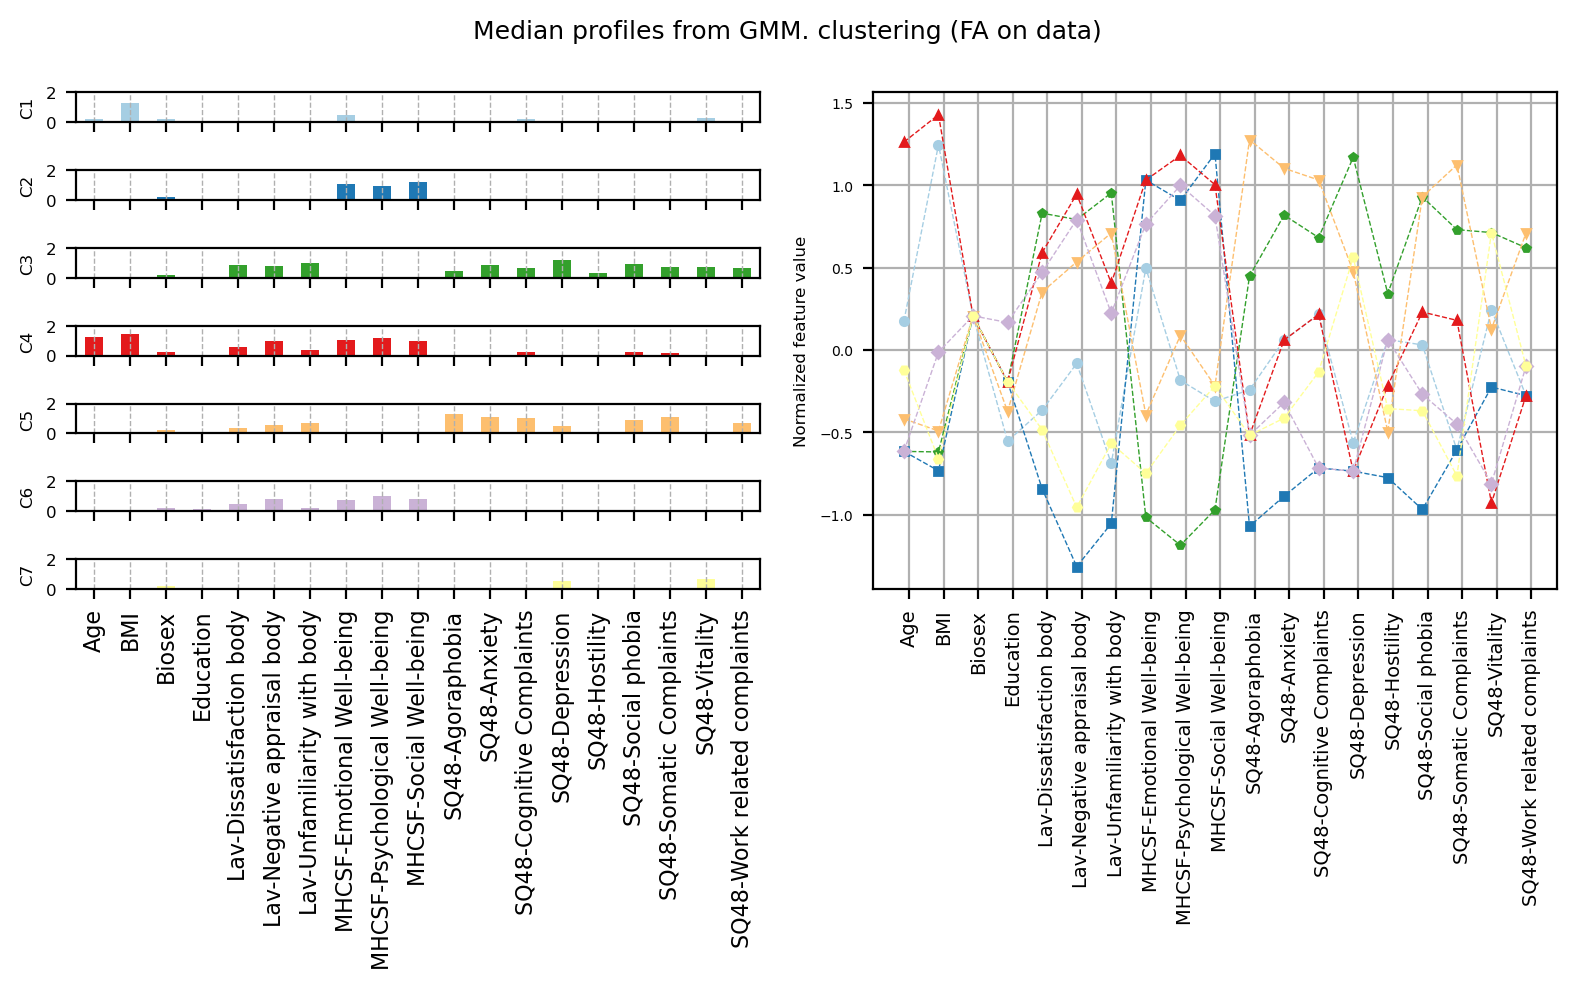 Median profiles from GMM. clustering (FA on data)
C1
2
0
C2
2
0
C3
2
0
C4
2
0
C5
2
0
C6
2
0
C7
2
0
Age
BMI
Biosex
Education
Lav-Dissatisfaction body
Lav-Negative appraisal body
Lav-Unfamiliarity with body
MHCSF-Emotional Well-being
MHCSF-Psychological Well-being
MHCSF-Social Well-being
SQ48-Agoraphobia
SQ48-Anxiety
SQ48-Cognitive Complaints
SQ48-Depression
SQ48-Hostility
SQ48-Social phobia
SQ48-Somatic Complaints
SQ48-Vitality
SQ48-Work related complaints
Normalized feature value
1.5
1.0
0.5
0.0
−0.5
−1.0
Age
BMI
Biosex
Education
Lav-Dissatisfaction body
Lav-Negative appraisal body
Lav-Unfamiliarity with body
MHCSF-Emotional Well-being
MHCSF-Psychological Well-being
MHCSF-Social Well-being
SQ48-Agoraphobia
SQ48-Anxiety
SQ48-Cognitive Complaints
SQ48-Depression
SQ48-Hostility
SQ48-Social phobia
SQ48-Somatic Complaints
SQ48-Vitality
SQ48-Work related complaints